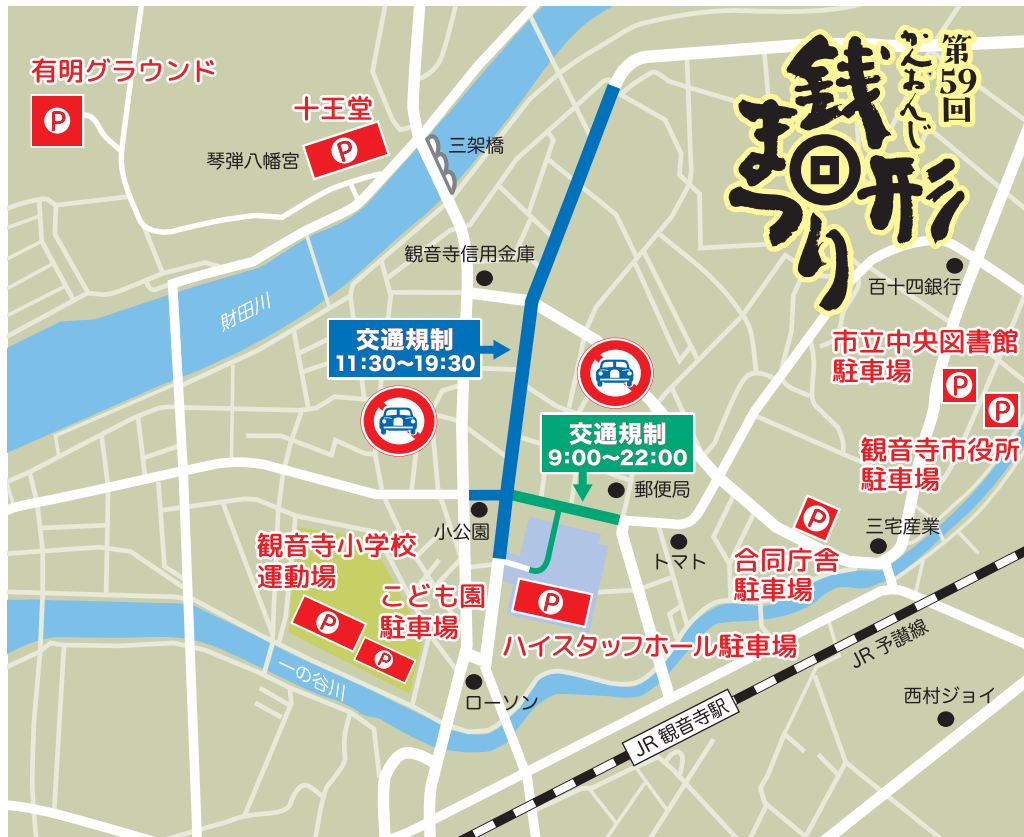 第59回
かんおんじ
銭形
まつり
有明グラウンド
P
十王堂
P
琴弾八幡宮
三架橋
観音寺信用金庫
百十四銀行
財田川
交通規制
11:30〜19:30
市立中央図書館
駐車場
P
P
交通規制
9:00〜22:00
観音寺市役所
駐車場
郵便局
小公園
P
三宅産業
トマト
合同庁舎
駐車場
観音寺小学校
運動場
P
こども園
駐車場
P
P
ハイスタッフホール駐車場
JR 予讃線
一の谷川
ローソン
西村ジョイ
JR 観音寺駅